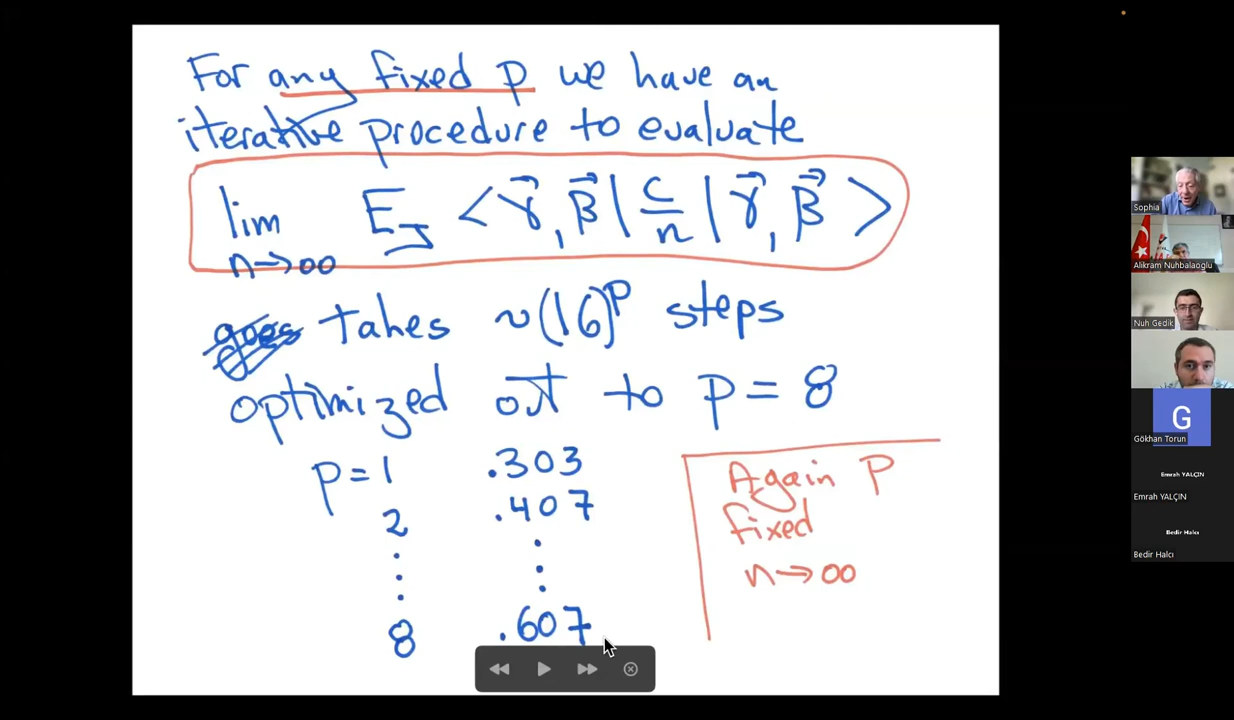 For any fixed p we have an
iterative procedure to evaluate
lim E_J <γ⃗, β⃗ | C/n | γ⃗, β⃗ >
n→∞
goes takes ~(16)^p steps
optimized out to p = 8
p = 1 .303
2 .407
⋮ ⋮
8 .607
Again P
fixed
n→∞
Sophia
Alikram Nuhbalaoğlu
Nuh Gedik
G
Gökhan Torun
Emrah YALÇIN
Emrah YALÇIN
Bedir Halcı
Bedir Halcı